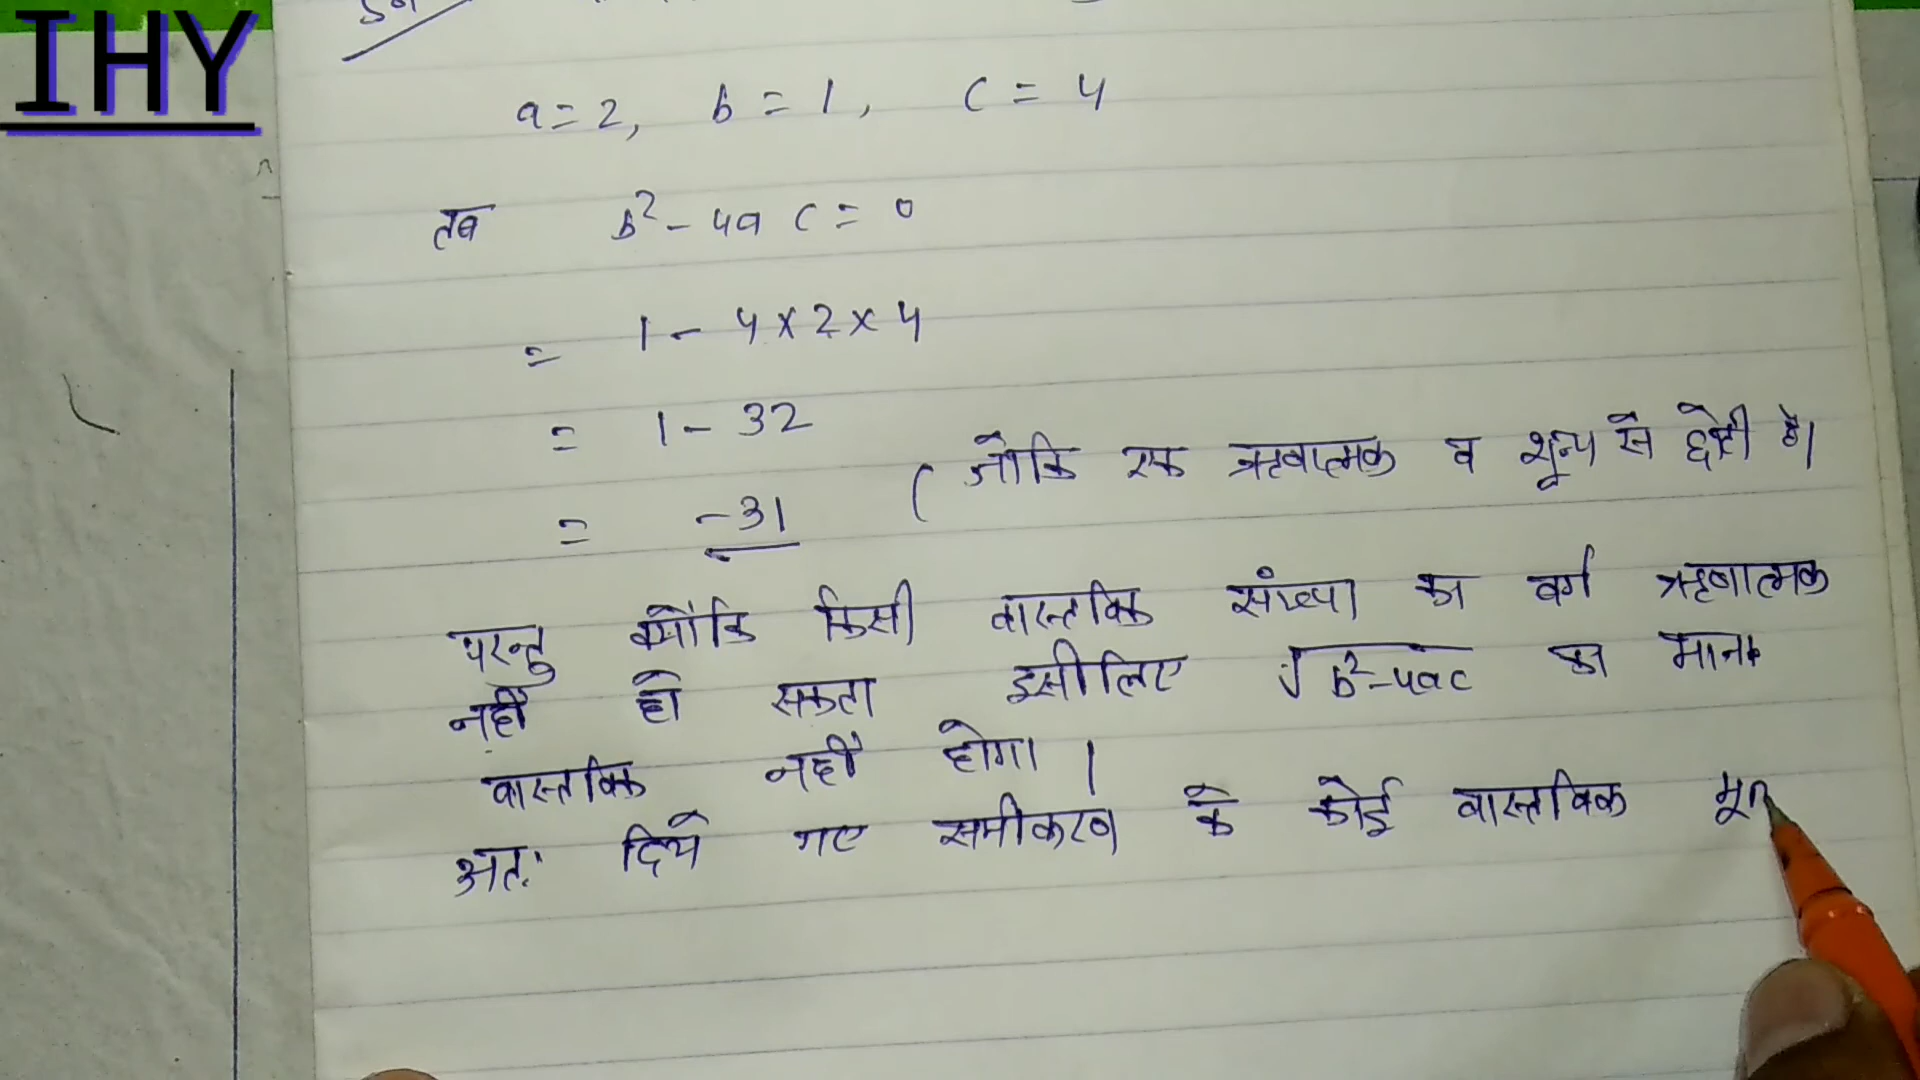 IHY
a = 2, b = 1, c = 4
तब b² - 4a c = 0
= 1 - 4 × 2 × 4
= 1 - 32
= -31 ( जोकि एक ऋणात्मक व शून्य से छोटी है।
परन्तु क्योंकि किसी वास्तविक संख्या का वर्ग ऋणात्मक
नहीं हो सकता इसीलिए √b²-4ac का मान
वास्तविक नहीं होगा ।
अतः दिये गए समीकरण के कोई वास्तविक